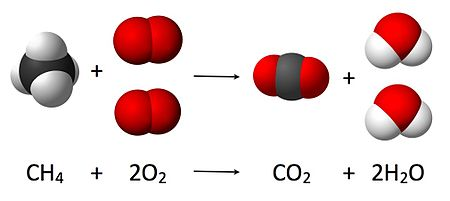 + ⟶ +
CH₄ + 2O₂ ⟶ CO₂ + 2H₂O